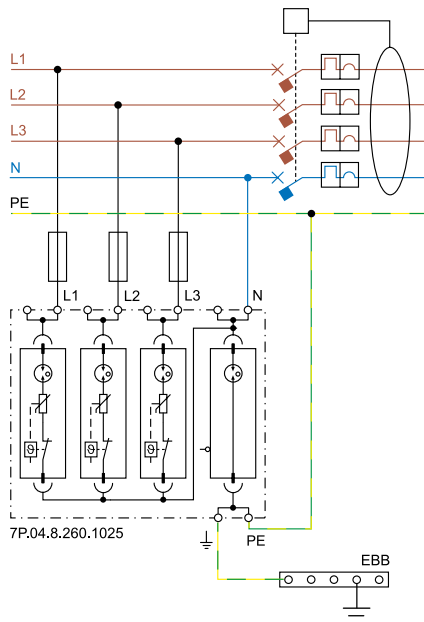 L1
L2
L3
N
PE
L1 L2 L3 N
ϑ ϑ ϑ
7P.04.8.260.1025
PE
EBB